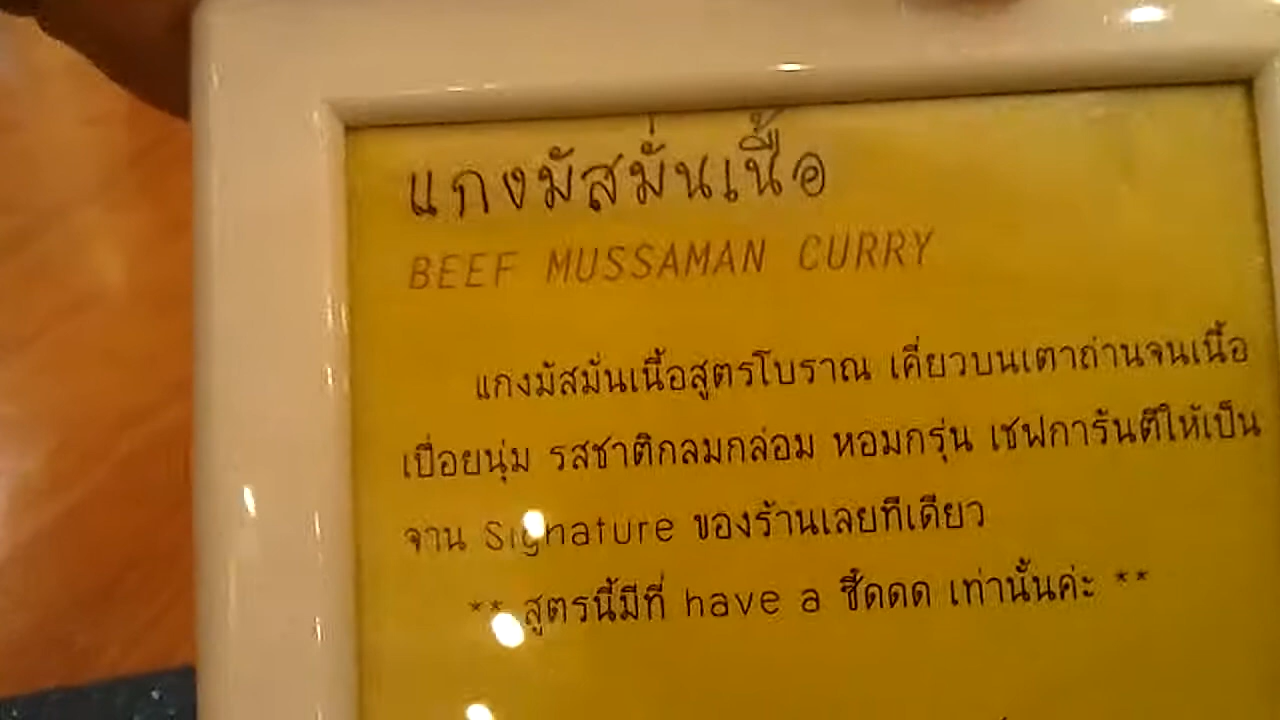 แกงมัสมั่นเนื้อ
BEEF MUSSAMAN CURRY
แกงมัสมั่นเนื้อสูตรโบราณ เคี่ยวบนเตาถ่านจนเนื้อ
เปื่อยนุ่ม รสชาติกลมกล่อม หอมกรุ่น เชฟการันตีให้เป็น
จาน Signature ของร้านเลยทีเดียว
** สูตรนี้มีที่ have a ซี๊ดดด เท่านั้นค่ะ **